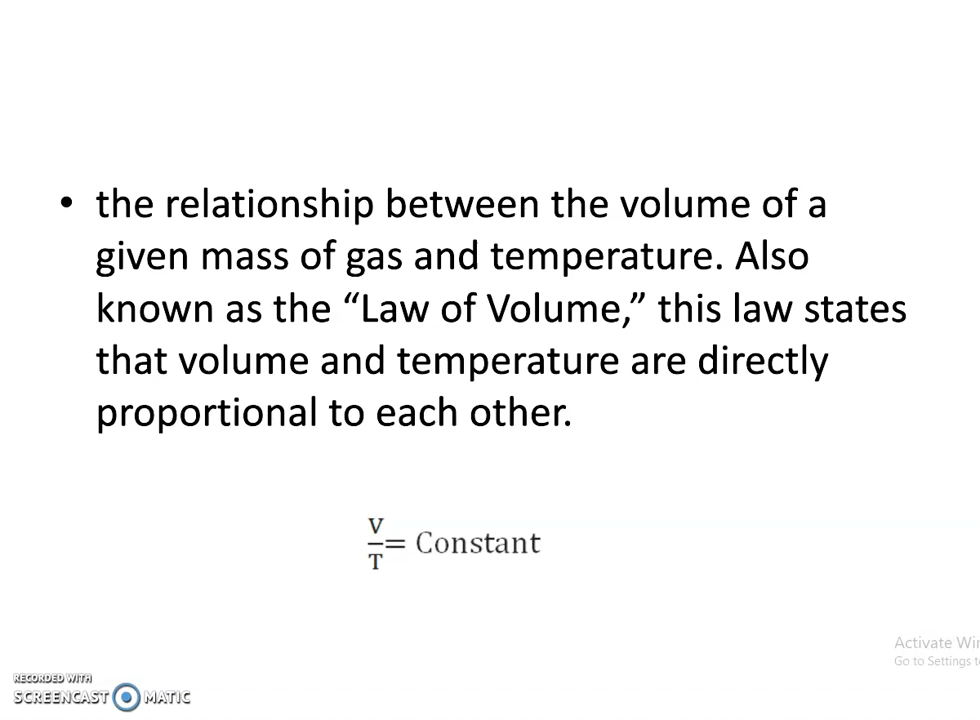 • the relationship between the volume of a
given mass of gas and temperature. Also
known as the “Law of Volume,” this law states
that volume and temperature are directly
proportional to each other.
V
T
= Constant
Activate Win
Go to Settings t
RECORDED WITH
SCREENCAST MATIC